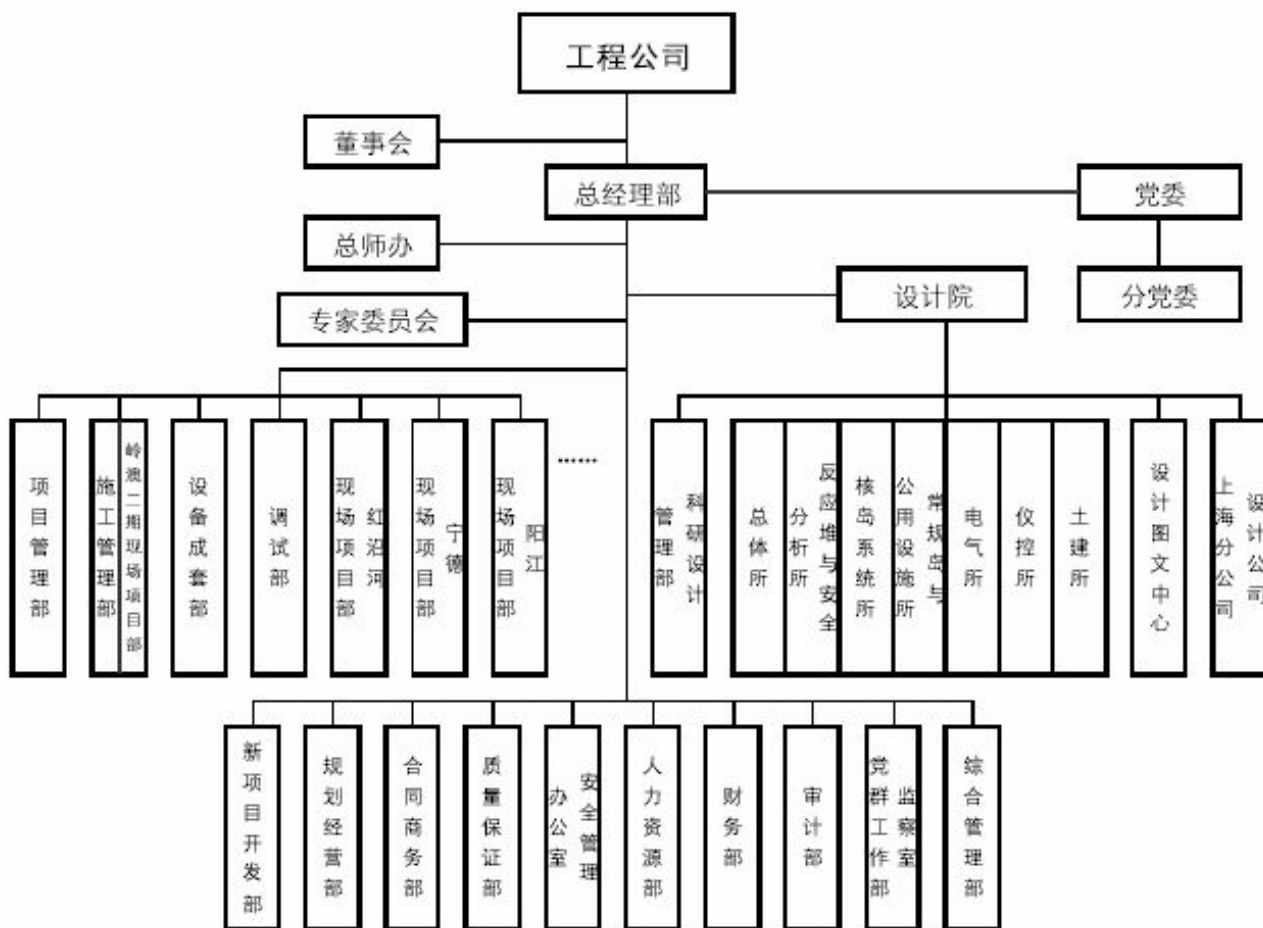 工程公司
董事会
总经理部
党委
总师办
设计院
分党委
专家委员会
项目管理部
施工管理部
岭澳二期现场项目部
设备成套部
调试部
红沿河
现场项目部
宁德
现场项目部
阳江
现场项目部
……
科研设计
管理部
总体所
反应堆与安全
分析所
核岛系统所
常规岛与
公用设施所
电气所
仪控所
土建所
设计图文中心
设计公司
上海分公司
新项目开发部
规划经营部
合同商务部
质量保证部
安全管理
办公室
人力资源部
财务部
审计部
党群工作部
监察室
综合管理部